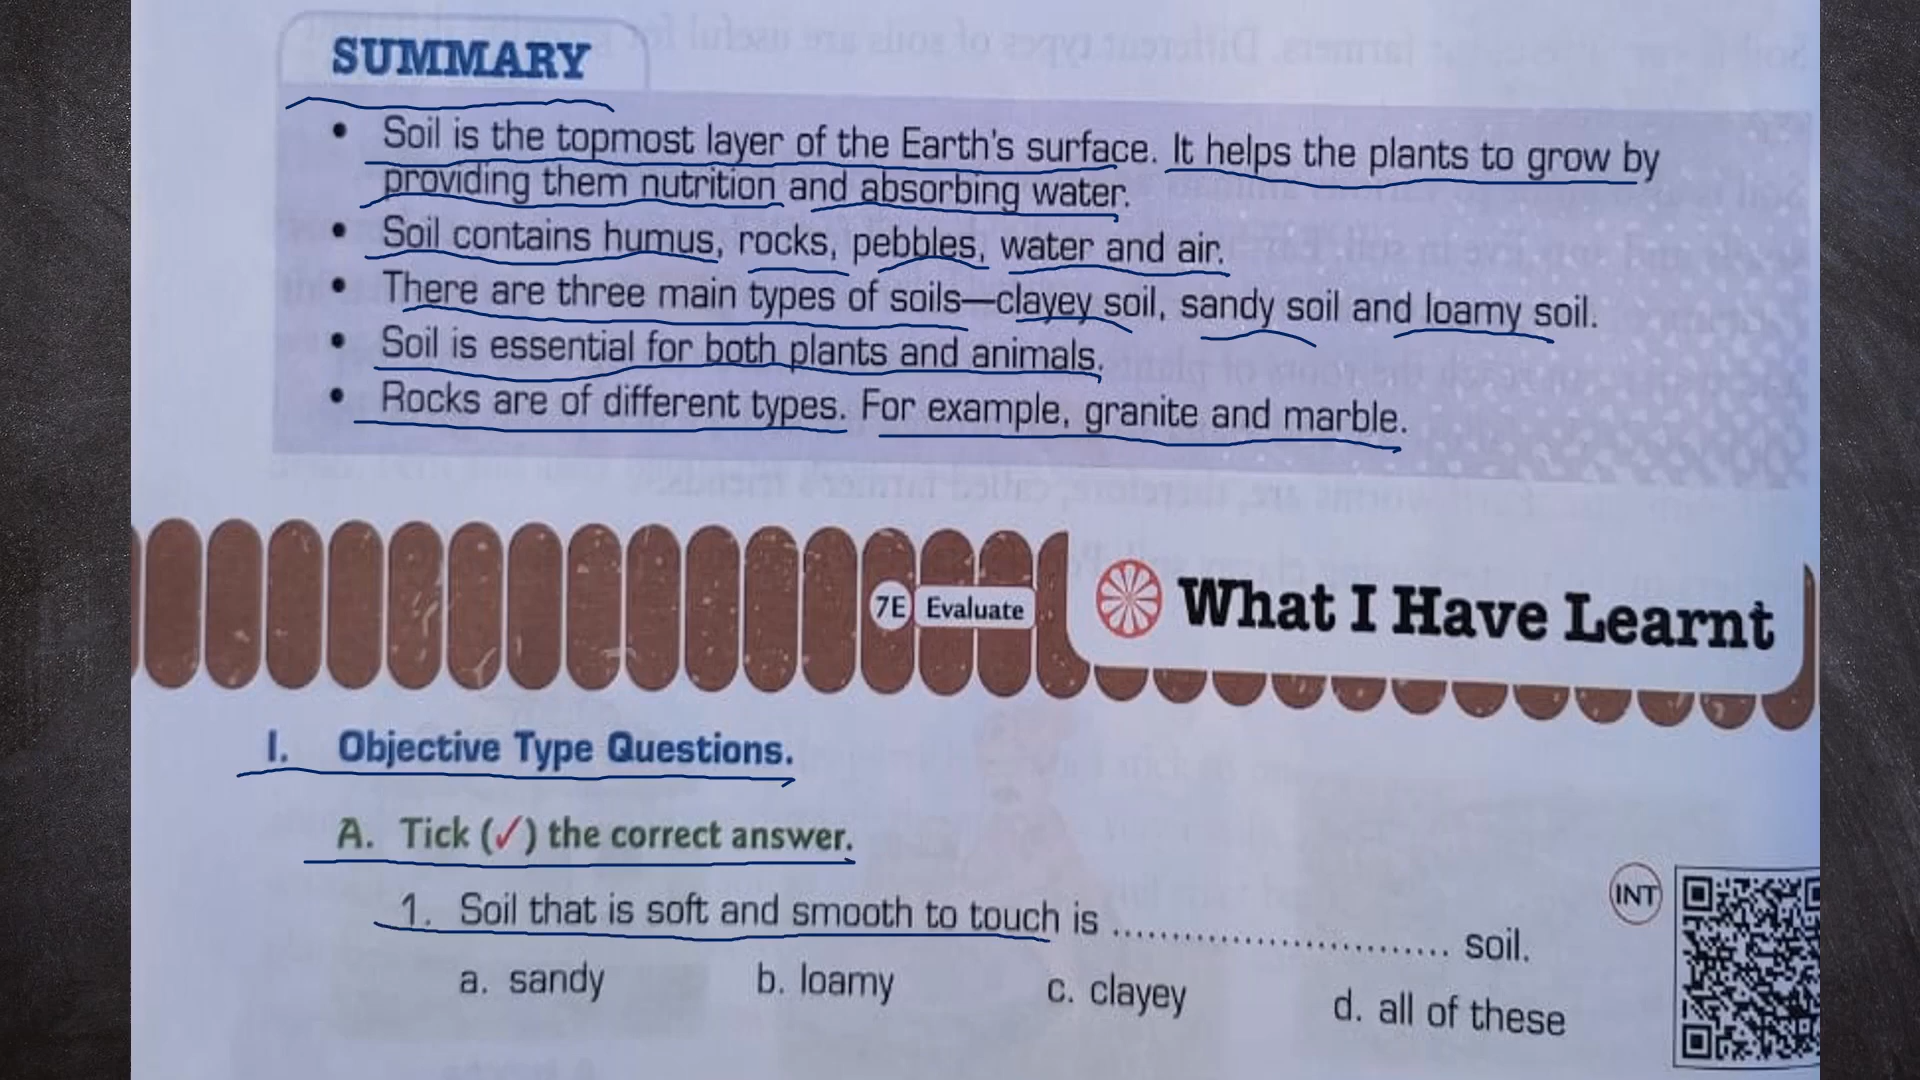 SUMMARY
• Soil is the topmost layer of the Earth's surface. It helps the plants to grow by
providing them nutrition and absorbing water.
• Soil contains humus, rocks, pebbles, water and air.
• There are three main types of soils—clayey soil, sandy soil and loamy soil.
• Soil is essential for both plants and animals.
• Rocks are of different types. For example, granite and marble.
7E Evaluate
What I Have Learnt
I. Objective Type Questions.
A. Tick (✓) the correct answer.
1. Soil that is soft and smooth to touch is .................................. soil.
INT
a. sandy b. loamy c. clayey d. all of these